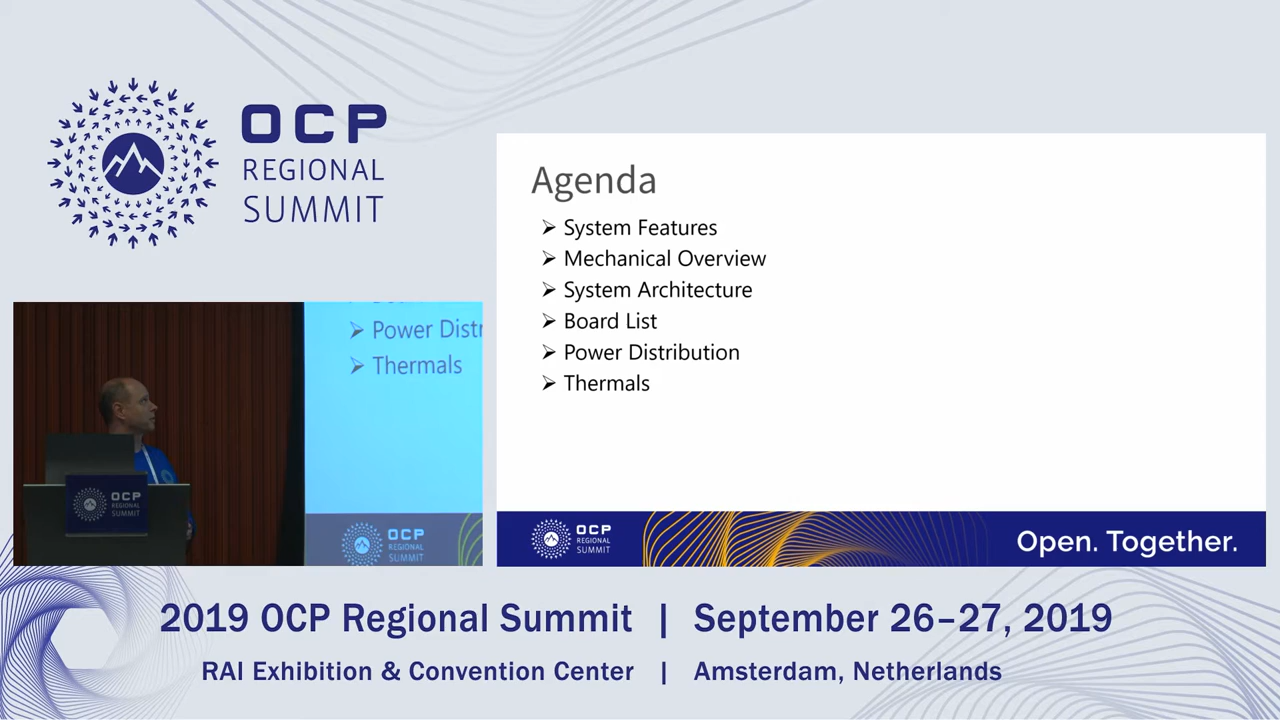 OCP
REGIONAL
SUMMIT
Agenda
➢ System Features
➢ Mechanical Overview
➢ System Architecture
➢ Board List
➢ Power Distribution
➢ Thermals
OCP
REGIONAL
SUMMIT
Open. Together.
➢ Power Distr
➢ Thermals
OCP
REGIONAL
SUMMIT
OCP
REGIONAL
SUMMIT
2019 OCP Regional Summit | September 26–27, 2019
RAI Exhibition & Convention Center | Amsterdam, Netherlands